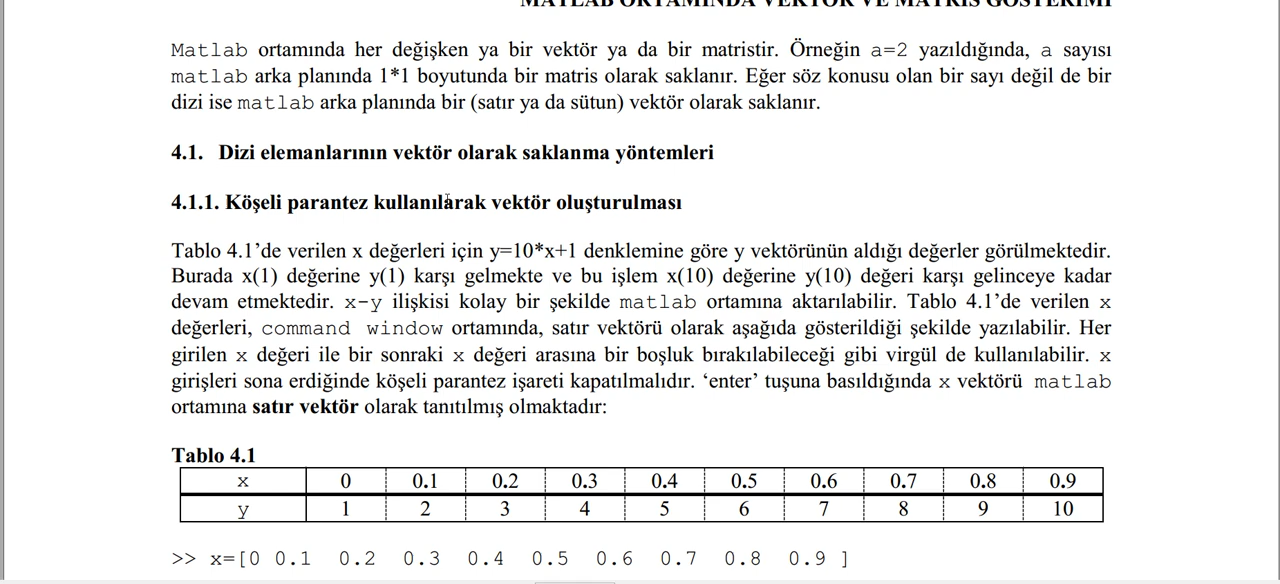 MATLAB ORTAMINDA VEKTÖR VE MATRİS GÖSTERİMİ
Matlab ortamında her değişken ya bir vektör ya da bir matristir. Örneğin a=2 yazıldığında, a sayısı
matlab arka planında 1*1 boyutunda bir matris olarak saklanır. Eğer söz konusu olan bir sayı değil de bir
dizi ise matlab arka planında bir (satır ya da sütun) vektör olarak saklanır.
4.1. Dizi elemanlarının vektör olarak saklanma yöntemleri
4.1.1. Köşeli parantez kullanılarak vektör oluşturulması
Tablo 4.1’de verilen x değerleri için y=10*x+1 denklemine göre y vektörünün aldığı değerler görülmektedir.
Burada x(1) değerine y(1) karşı gelmekte ve bu işlem x(10) değerine y(10) değeri karşı gelinceye kadar
devam etmektedir. x-y ilişkisi kolay bir şekilde matlab ortamına aktarılabilir. Tablo 4.1’de verilen x
değerleri, command window ortamında, satır vektörü olarak aşağıda gösterildiği şekilde yazılabilir. Her
girilen x değeri ile bir sonraki x değeri arasına bir boşluk bırakılabileceği gibi virgül de kullanılabilir. x
girişleri sona erdiğinde köşeli parantez işareti kapatılmalıdır. ‘enter’ tuşuna basıldığında x vektörü matlab
ortamına satır vektör olarak tanıtılmış olmaktadır:
Tablo 4.1
x 0 0.1 0.2 0.3 0.4 0.5 0.6 0.7 0.8 0.9
y 1 2 3 4 5 6 7 8 9 10
>> x=[0 0.1 0.2 0.3 0.4 0.5 0.6 0.7 0.8 0.9 ]